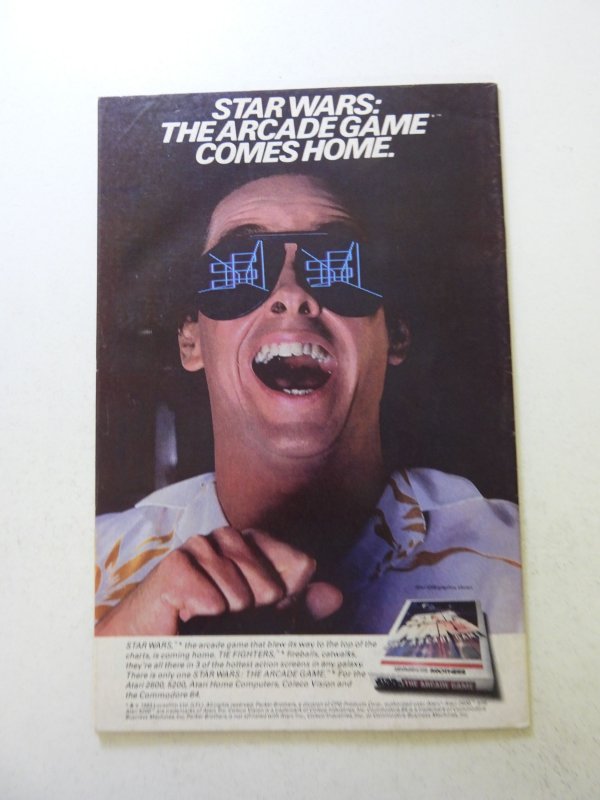 STAR WARS:
THE ARCADE GAME™
COMES HOME.
STAR WARS,™* the arcade game that blew its way to the top of the
charts, is coming home. TIE FIGHTERS,™* fireballs, catwalks,
they're all there in 3 of the hottest action screens in any galaxy.
There is only one STAR WARS: THE ARCADE GAME.™* For the
Atari 2600, 5200, Atari Home Computers, Coleco Vision and
the Commodore 64.
THE ARCADE GAME